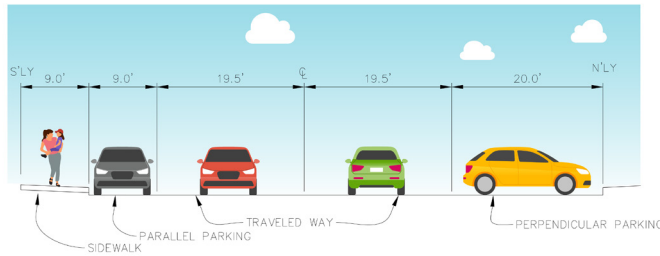 S'LY 9.0' 9.0' 19.5' ℄ 19.5' 20.0' N'LY
TRAVELED WAY
PERPENDICULAR PARKING
PARALLEL PARKING
SIDEWALK